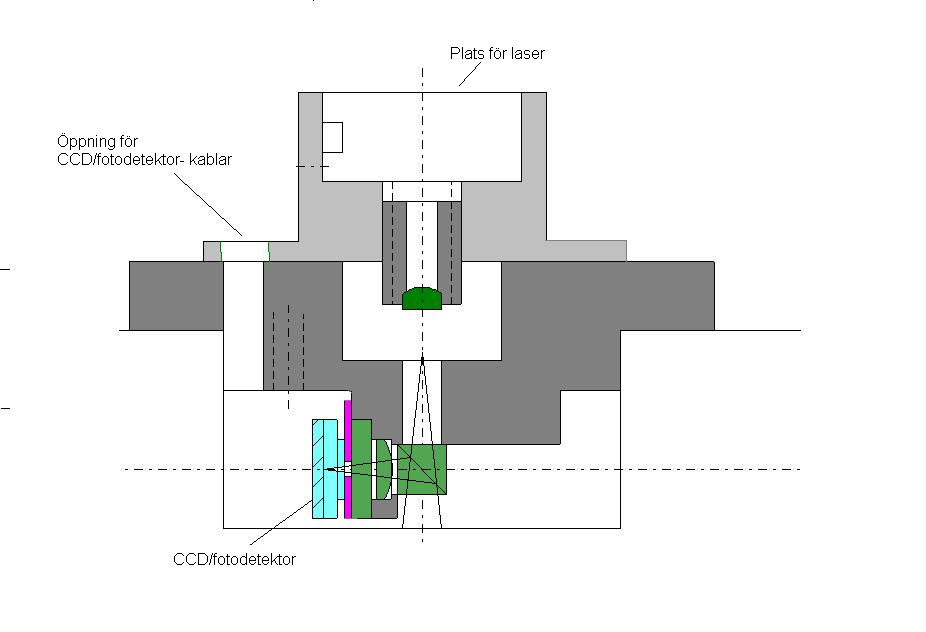 Plats för laser
Öppning för
CCD/fotodetektor- kablar
CCD/fotodetektor